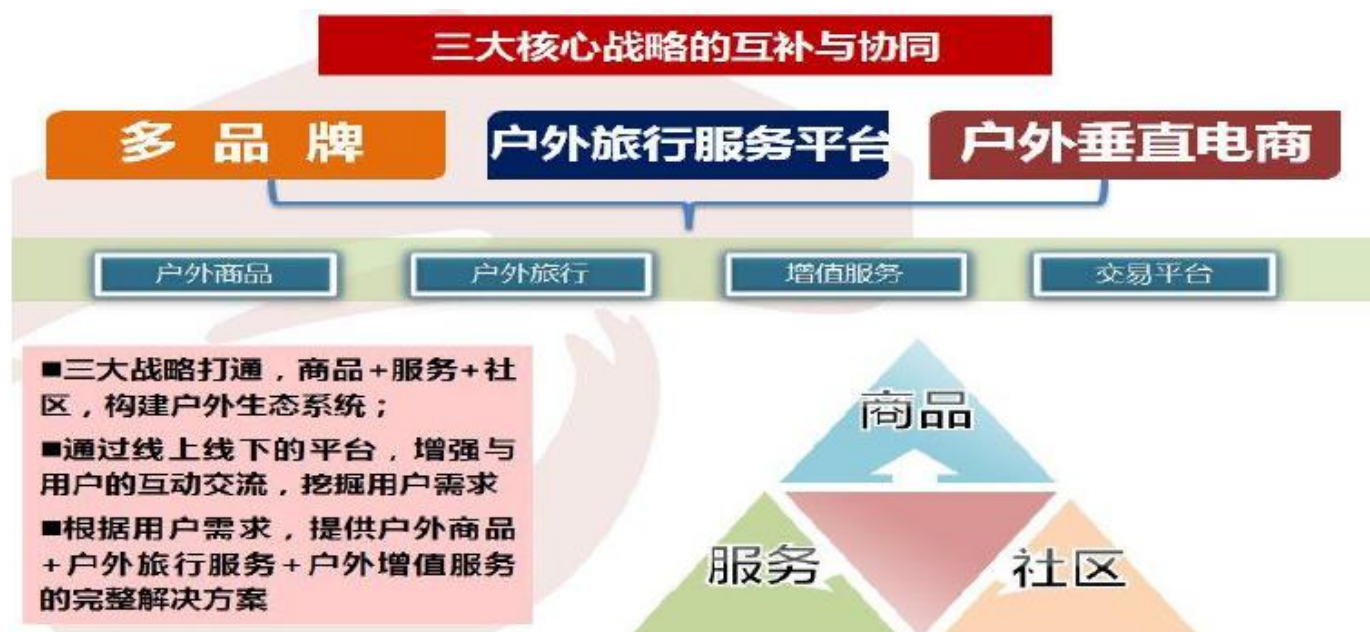 三大核心战略的互补与协同
多 品 牌
户外旅行服务平台
户外垂直电商
户外商品
户外旅行
增值服务
交易平台
■三大战略打通，商品+服务+社
区，构建户外生态系统；
■通过线上线下的平台，增强与
用户的互动交流，挖掘用户需求
■根据用户需求，提供户外商品
+户外旅行服务+户外增值服务
的完整解决方案
商品
服务
社区